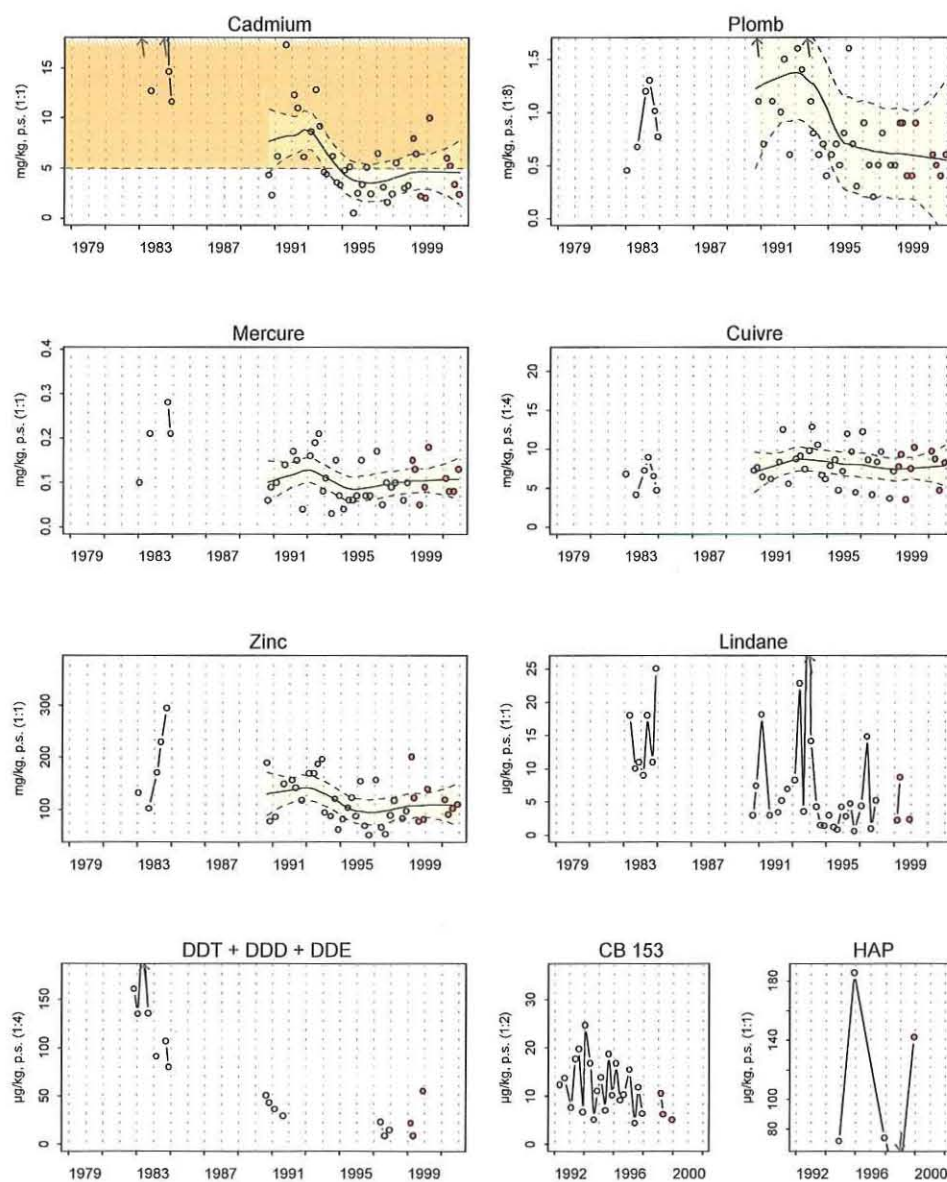 Cadmium
mg/kg, p.s. (1:1)
15
10
5
0
1979 1983 1987 1991 1995 1999
Plomb
mg/kg, p.s. (1:8)
1.5
1.0
0.5
0.0
1979 1983 1987 1991 1995 1999
Mercure
mg/kg, p.s. (1:1)
0.4
0.3
0.2
0.1
0.0
1979 1983 1987 1991 1995 1999
Cuivre
mg/kg, p.s. (1:4)
20
15
10
5
0
1979 1983 1987 1991 1995 1999
Zinc
mg/kg, p.s. (1:1)
300
200
100
1979 1983 1987 1991 1995 1999
Lindane
µg/kg, p.s. (1:1)
25
20
15
10
5
0
1979 1983 1987 1991 1995 1999
DDT + DDD + DDE
µg/kg, p.s. (1:4)
150
100
50
0
1979 1983 1987 1991 1995 1999
CB 153
µg/kg, p.s. (1:2)
30
20
10
0
1992 1996 2000
HAP
µg/kg, p.s. (1:1)
180
140
80
1992 1996 2000